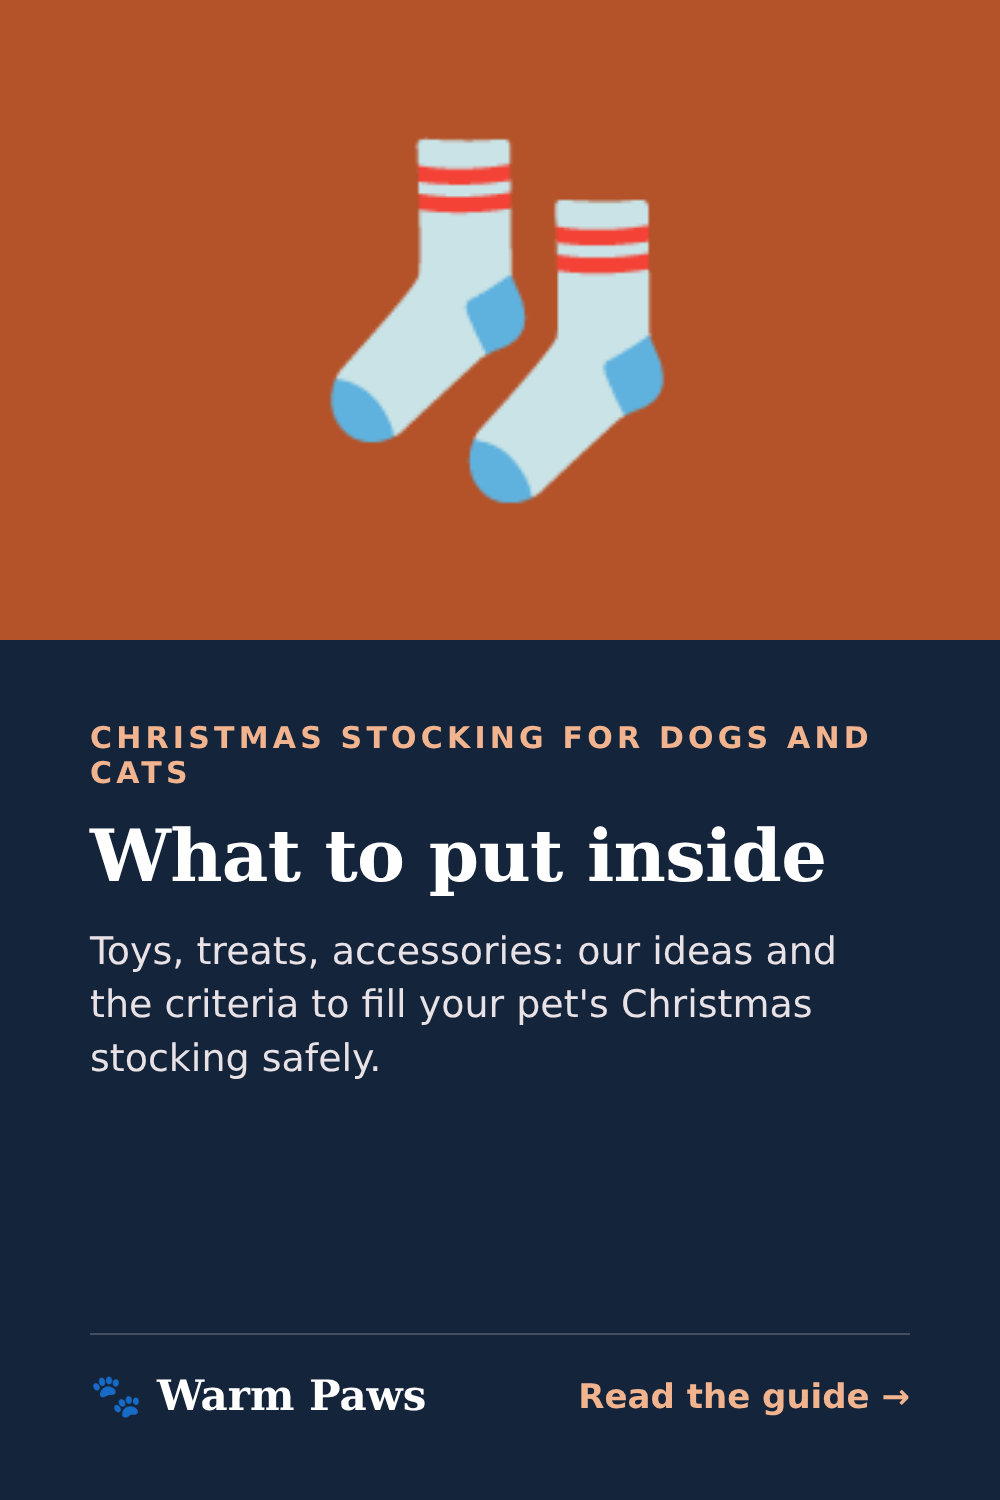 CHRISTMAS STOCKING FOR DOGS AND
CATS
What to put inside
Toys, treats, accessories: our ideas and
the criteria to fill your pet's Christmas
stocking safely.
Warm Paws
Read the guide →